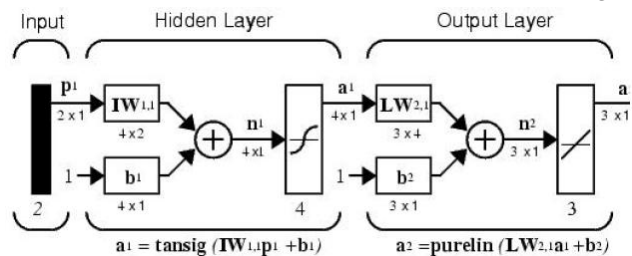 Input Hidden Layer Output Layer
p1 IW1,1 a1 LW2,1 a
2 x 1 4 x 2 n1 4 x 1 3 x 4 n2 3 x 1
4 x 1 3 x 1
1 b1 1 b2
2 4 x 1 4 3 x 1 3
a1 = tansig (IW1,1p1 +b1) a2 =purelin (LW2,1a1+b2)